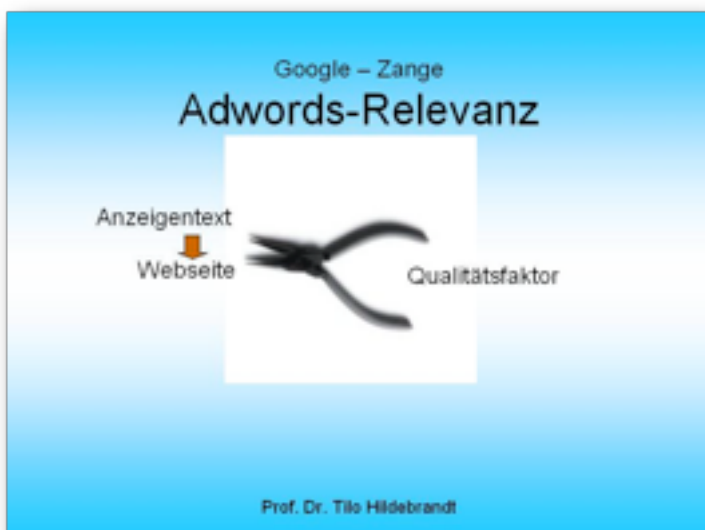 Google – Zange
Adwords-Relevanz
Anzeigentext
Webseite
Qualitätsfaktor
Prof. Dr. Tilo Hildebrandt